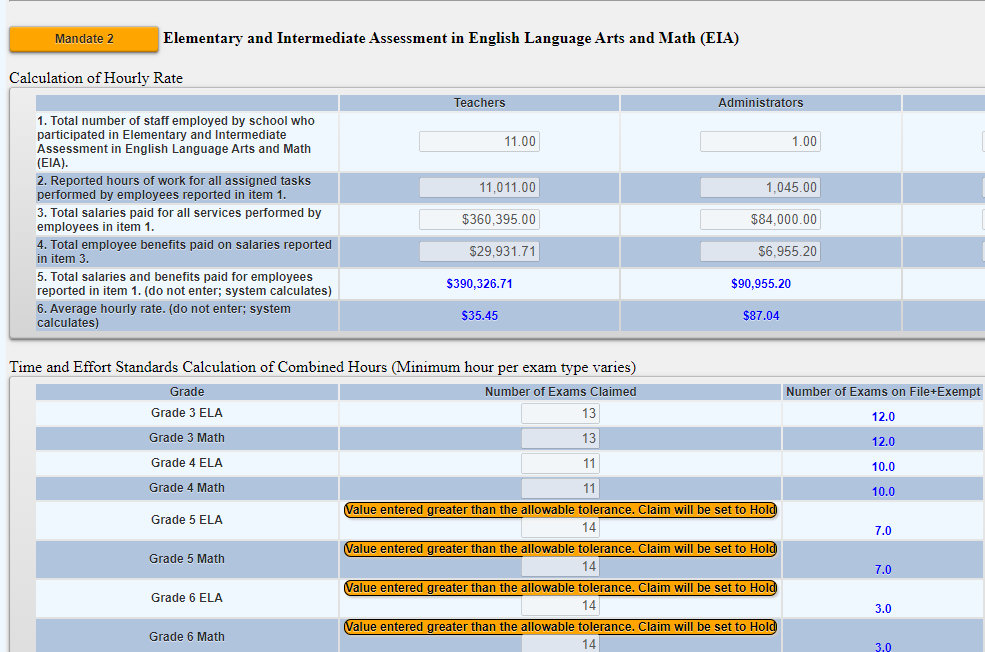 Mandate 2
Elementary and Intermediate Assessment in English Language Arts and Math (EIA)
Calculation of Hourly Rate
Teachers
Administrators
1. Total number of staff employed by school who
participated in Elementary and Intermediate
Assessment in English Language Arts and Math
(EIA).
11.00
1.00
2. Reported hours of work for all assigned tasks
performed by employees reported in item 1.
11,011.00
1,045.00
3. Total salaries paid for all services performed by
employees in item 1.
$360,395.00
$84,000.00
4. Total employee benefits paid on salaries reported
in item 3.
$29,931.71
$6,955.20
5. Total salaries and benefits paid for employees
reported in item 1. (do not enter; system calculates)
$390,326.71
$90,955.20
6. Average hourly rate. (do not enter; system
calculates)
$35.45
$87.04
Time and Effort Standards Calculation of Combined Hours (Minimum hour per exam type varies)
Grade
Number of Exams Claimed
Number of Exams on File+Exempt
Grade 3 ELA
13
12.0
Grade 3 Math
13
12.0
Grade 4 ELA
11
10.0
Grade 4 Math
11
10.0
Grade 5 ELA
Value entered greater than the allowable tolerance. Claim will be set to Hold
14
7.0
Grade 5 Math
Value entered greater than the allowable tolerance. Claim will be set to Hold
14
7.0
Grade 6 ELA
Value entered greater than the allowable tolerance. Claim will be set to Hold
14
3.0
Grade 6 Math
Value entered greater than the allowable tolerance. Claim will be set to Hold
14
3.0